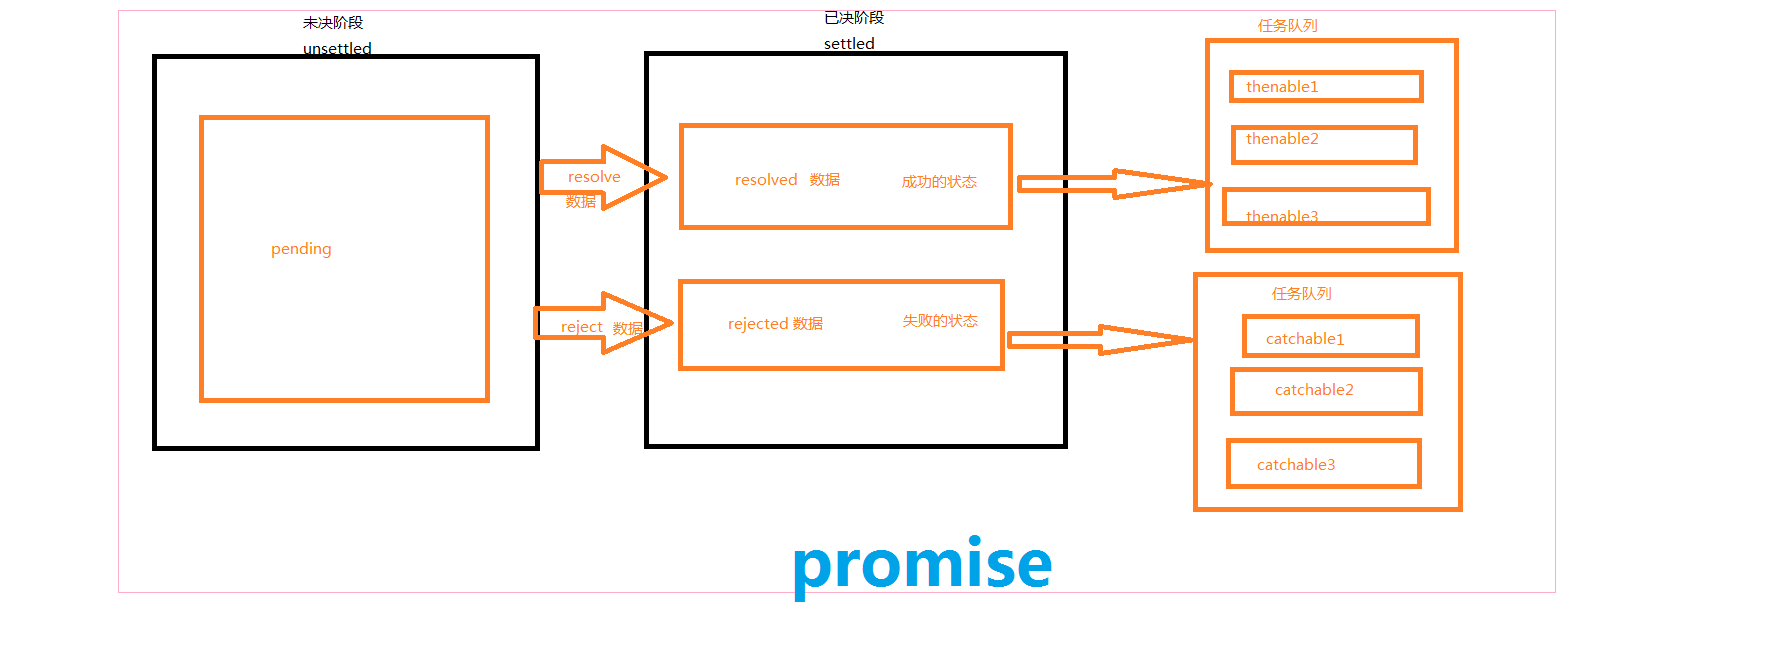 未决阶段
unsettled
pending
resolve
数据
reject 数据
已决阶段
settled
resolved 数据 成功的状态
rejected 数据 失败的状态
任务队列
thenable1
thenable2
thenable3
任务队列
catchable1
catchable2
catchable3
promise